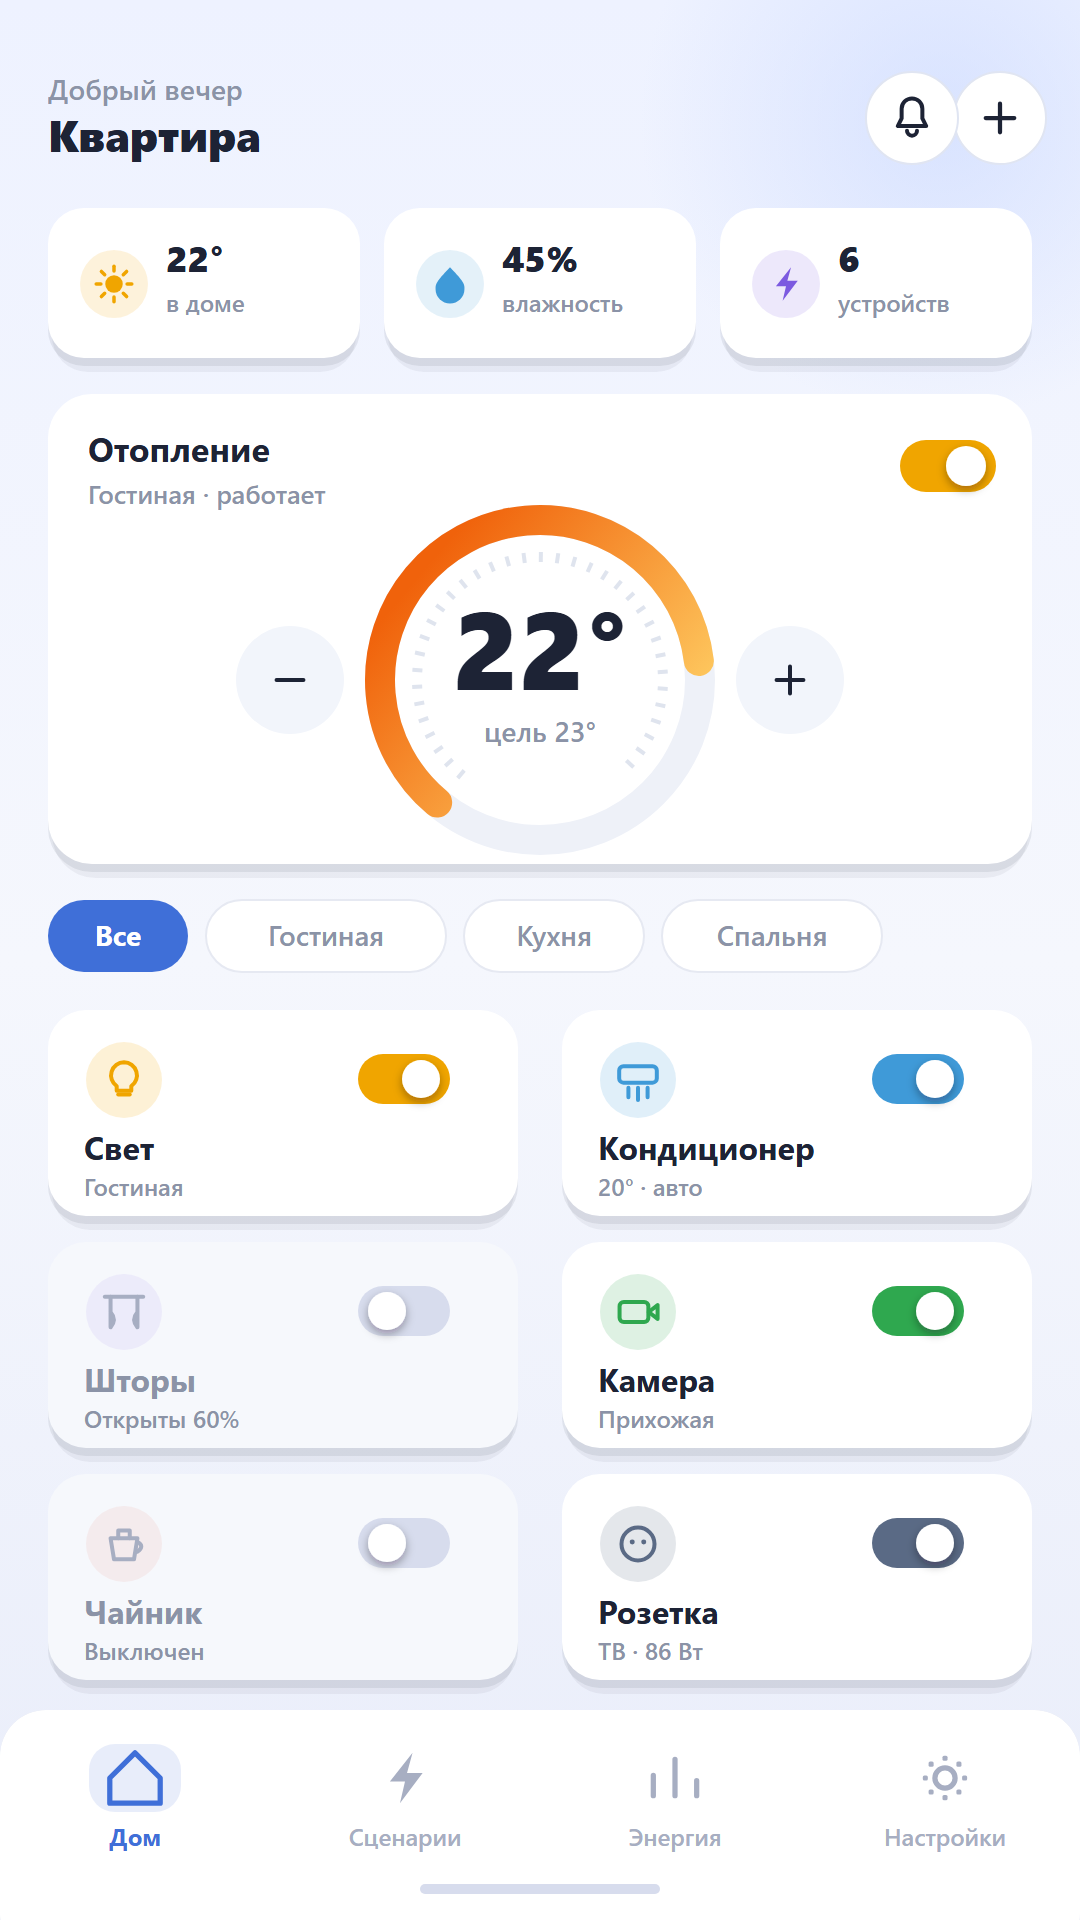 Добрый вечер
Квартира
22°
в доме
45%
влажность
6
устройств
Отопление
Гостиная · работает
22°
цель 23°
Все
Гостиная
Кухня
Спальня
Свет
Гостиная
Кондиционер
20° · авто
Шторы
Открыты 60%
Камера
Прихожая
Чайник
Выключен
Розетка
ТВ · 86 Вт
Дом
Сценарии
Энергия
Настройки